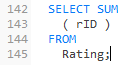 142 SELECT SUM
143 ( rID )
144 FROM
145 Rating;